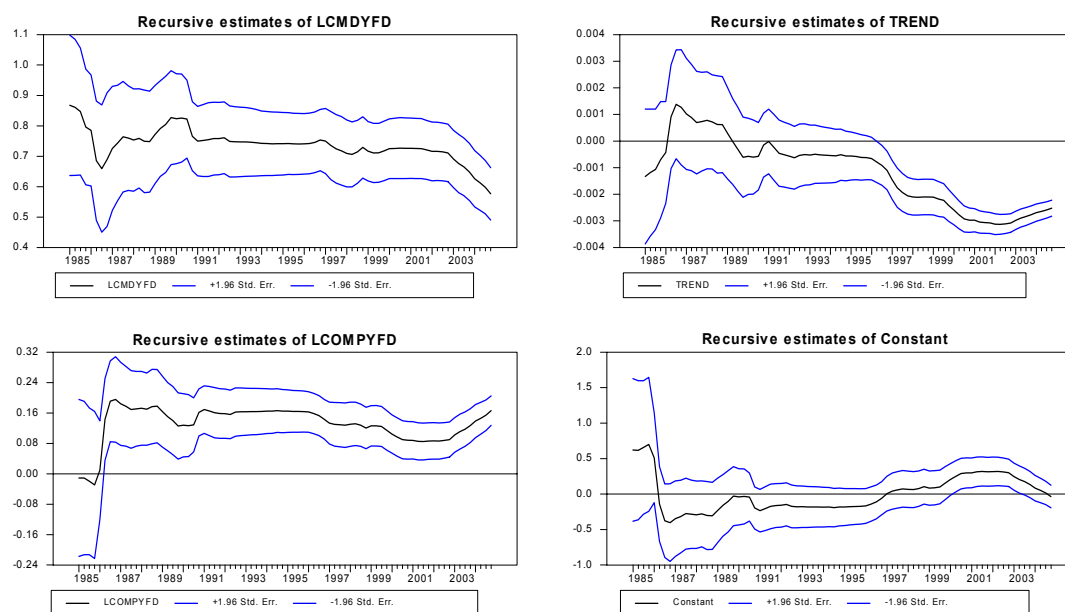 Recursive estimates of LCMDYFD
1.1
1.0
0.9
0.8
0.7
0.6
0.5
0.4
1985 1987 1989 1991 1993 1995 1997 1999 2001 2003
LCMDYFD +1.96 Std. Err. -1.96 Std. Err.
Recursive estimates of TREND
0.004
0.003
0.002
0.001
0.000
-0.001
-0.002
-0.003
-0.004
1985 1987 1989 1991 1993 1995 1997 1999 2001 2003
TREND +1.96 Std. Err. -1.96 Std. Err.
Recursive estimates of LCOMPYFD
0.32
0.24
0.16
0.08
0.00
-0.08
-0.16
-0.24
1985 1987 1989 1991 1993 1995 1997 1999 2001 2003
LCOMPYFD +1.96 Std. Err. -1.96 Std. Err.
Recursive estimates of Constant
2.0
1.5
1.0
0.5
0.0
-0.5
-1.0
1985 1987 1989 1991 1993 1995 1997 1999 2001 2003
Constant +1.96 Std. Err. -1.96 Std. Err.